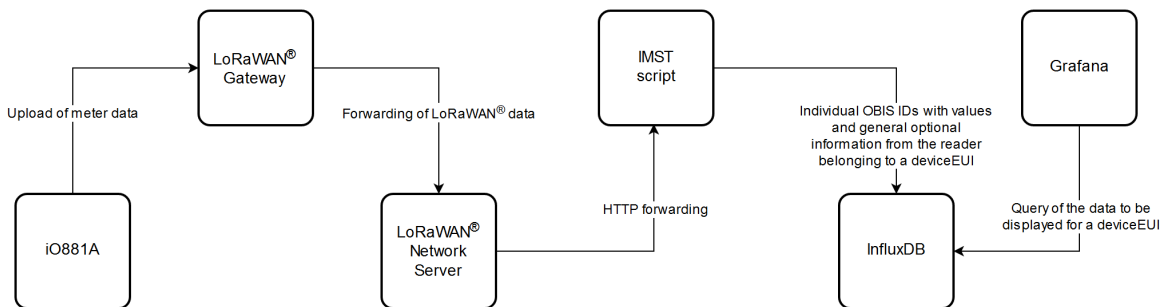 LoRaWAN®
Gateway
IMST
script
Grafana
Upload of meter data
Forwarding of LoRaWAN® data
Individual OBIS IDs with values
and general optional
information from the reader
belonging to a deviceEUI
HTTP forwarding
Query of the data to be
displayed for a deviceEUI
iO881A
LoRaWAN®
Network
Server
InfluxDB